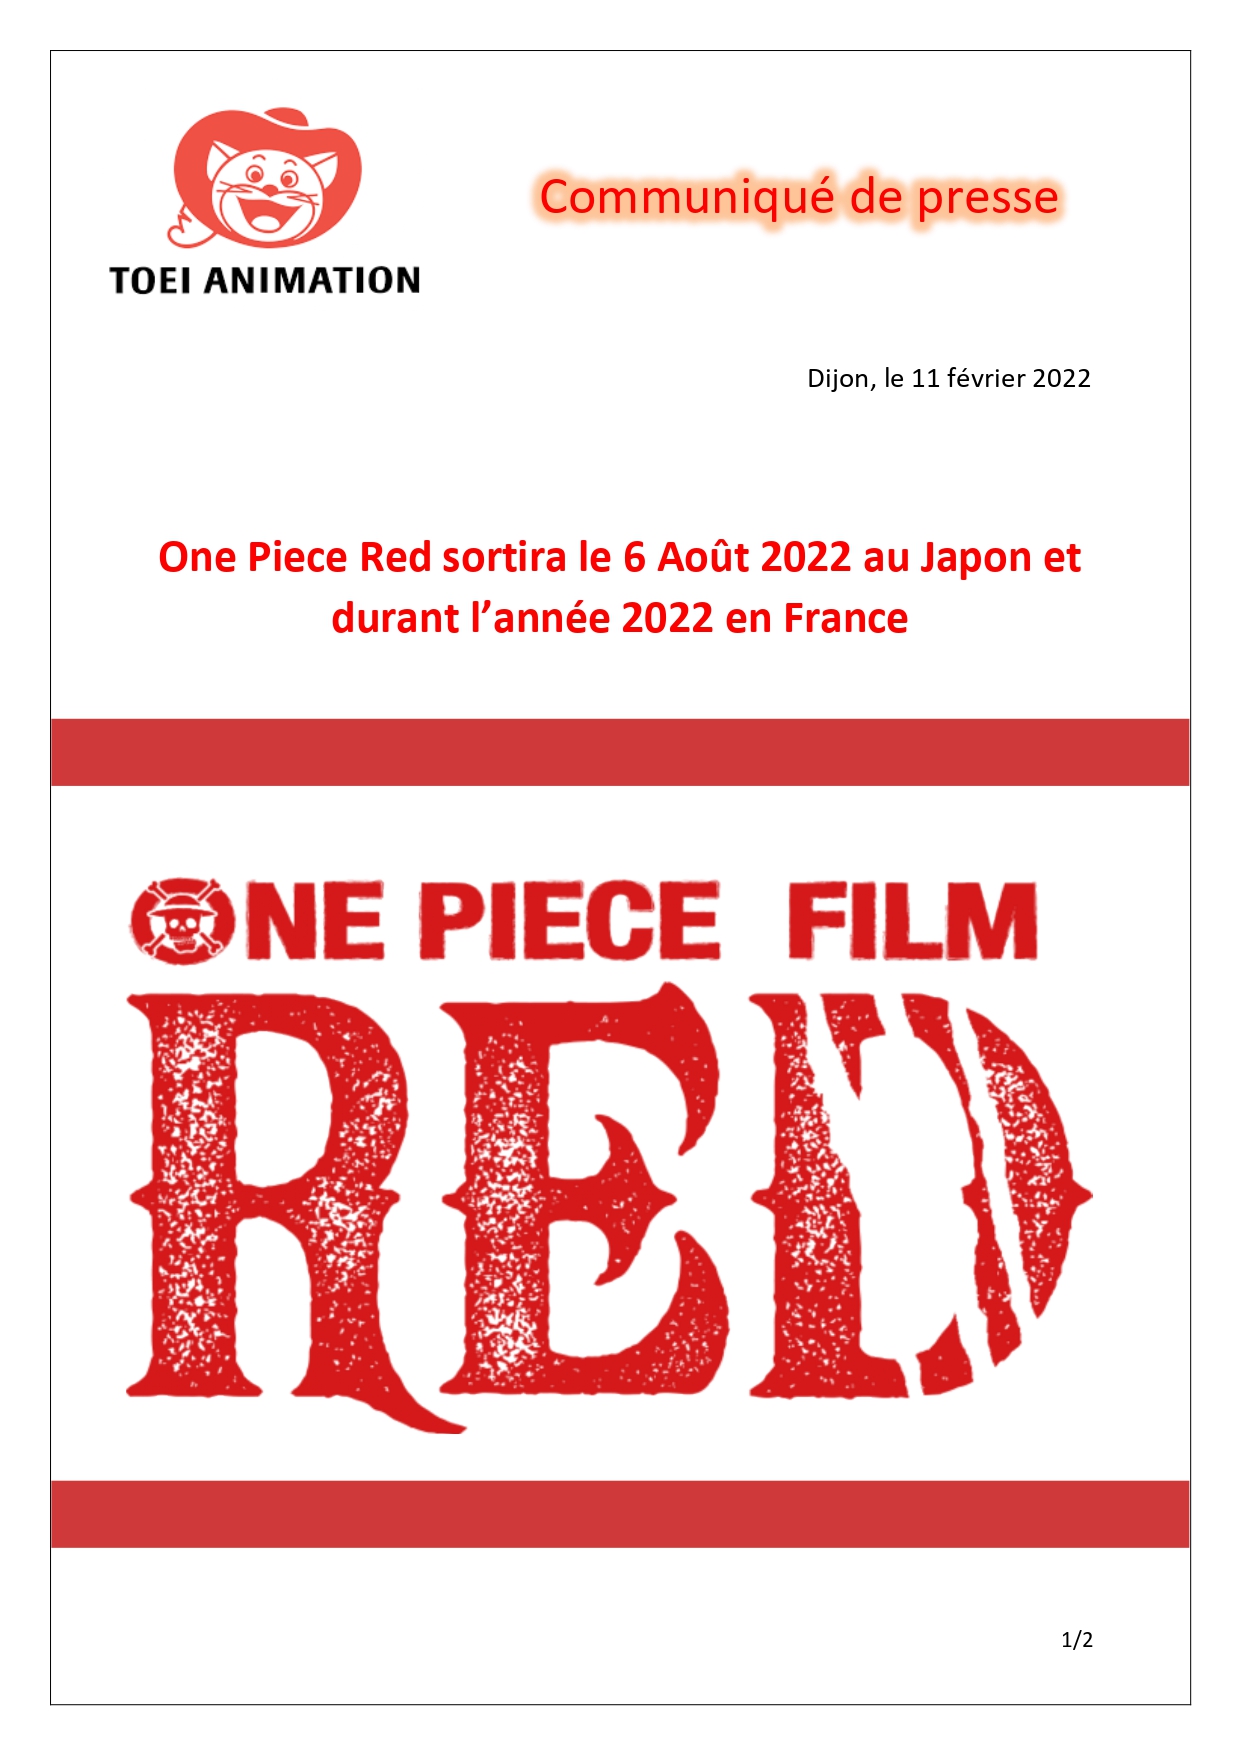 TOEI ANIMATION
Communiqué de presse
Dijon, le 11 février 2022
One Piece Red sortira le 6 Août 2022 au Japon et
durant l’année 2022 en France
ONE PIECE FILM
RED
1/2